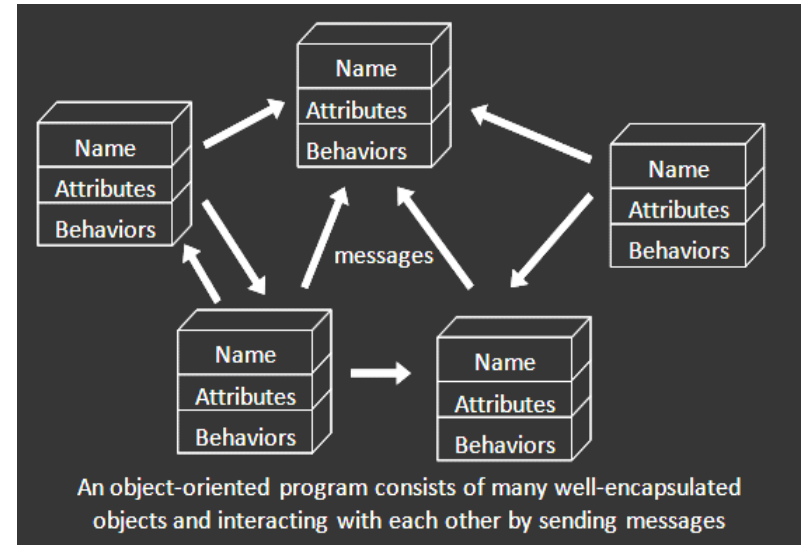 Name
Attributes
Behaviors
Name
Attributes
Behaviors
Name
Attributes
Behaviors
messages
Name
Attributes
Behaviors
Name
Attributes
Behaviors
An object-oriented program consists of many well-encapsulated
objects and interacting with each other by sending messages